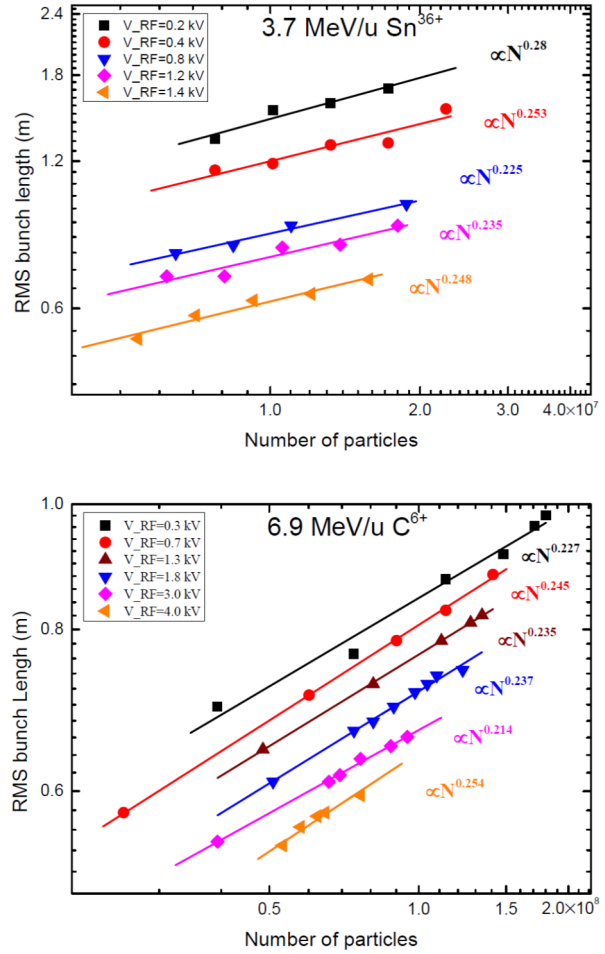 3.7 MeV/u Sn36+
V_RF=0.2 kV
V_RF=0.4 kV
V_RF=0.8 kV
V_RF=1.2 kV
V_RF=1.4 kV
∝N0.28
∝N0.253
∝N0.225
∝N0.235
∝N0.248
RMS bunch length (m)
2.4
1.8
1.2
0.6
1.0
2.0
3.0
4.0×10⁷
Number of particles
6.9 MeV/u C6+
V_RF=0.3 kV
V_RF=0.7 kV
V_RF=1.3 kV
V_RF=1.8 kV
V_RF=3.0 kV
V_RF=4.0 kV
∝N0.227
∝N0.245
∝N0.235
∝N0.237
∝N0.214
∝N0.254
RMS bunch Lengh (m)
1.0
0.8
0.6
0.5
1.0
1.5
2.0×10⁸
Number of particles